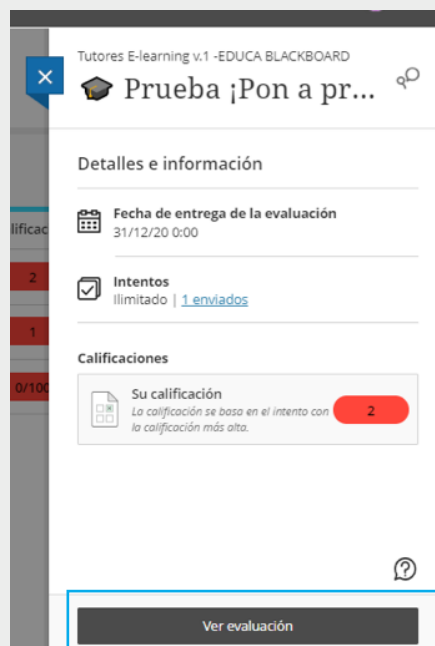 Tutores E-learning v.1 -EDUCA BLACKBOARD
Prueba ¡Pon a pr...
Detalles e información
Fecha de entrega de la evaluación
31/12/20 0:00
Intentos
Ilimitado | 1 enviados
lificac
2
1
0/100
Calificaciones
Su calificación
La calificación se basa en el intento con
la calificación más alta.
2
Ver evaluación